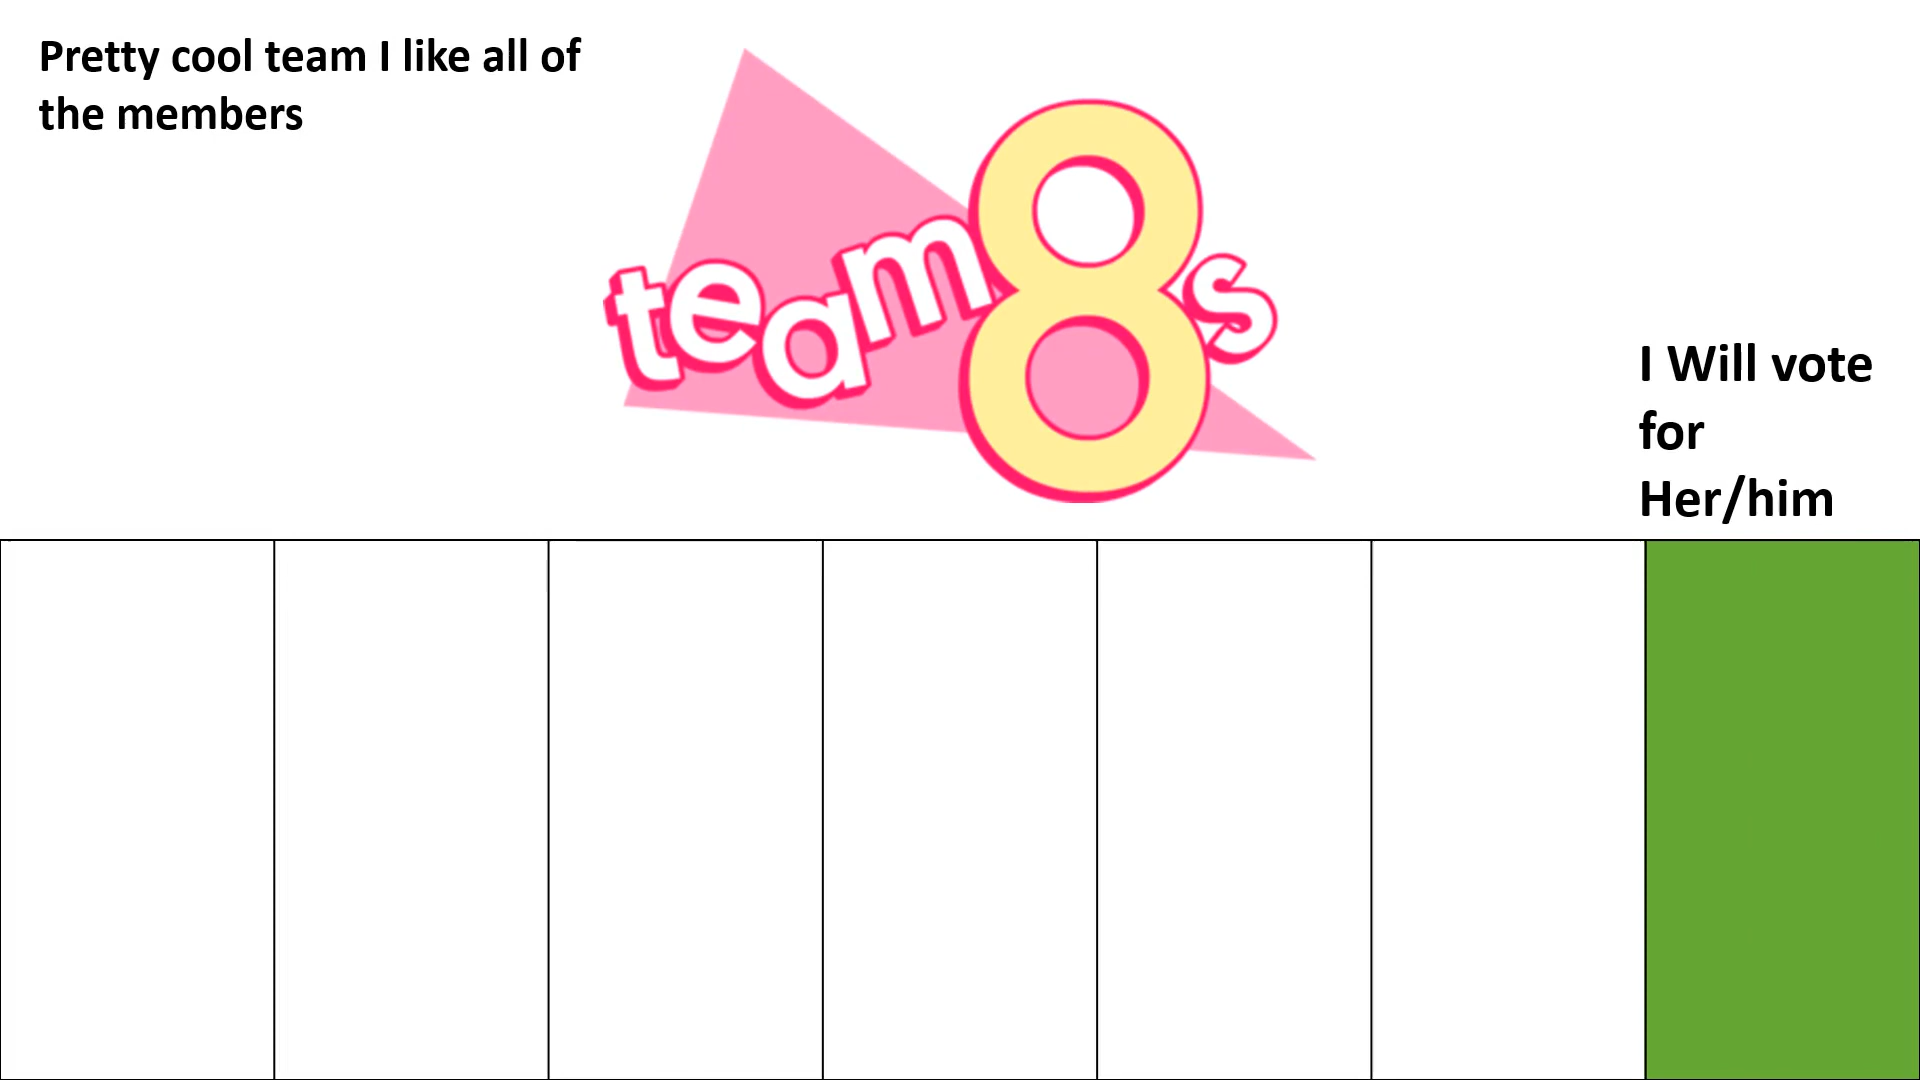 Pretty cool team I like all of
the members
team8s
I Will vote
for
Her/him